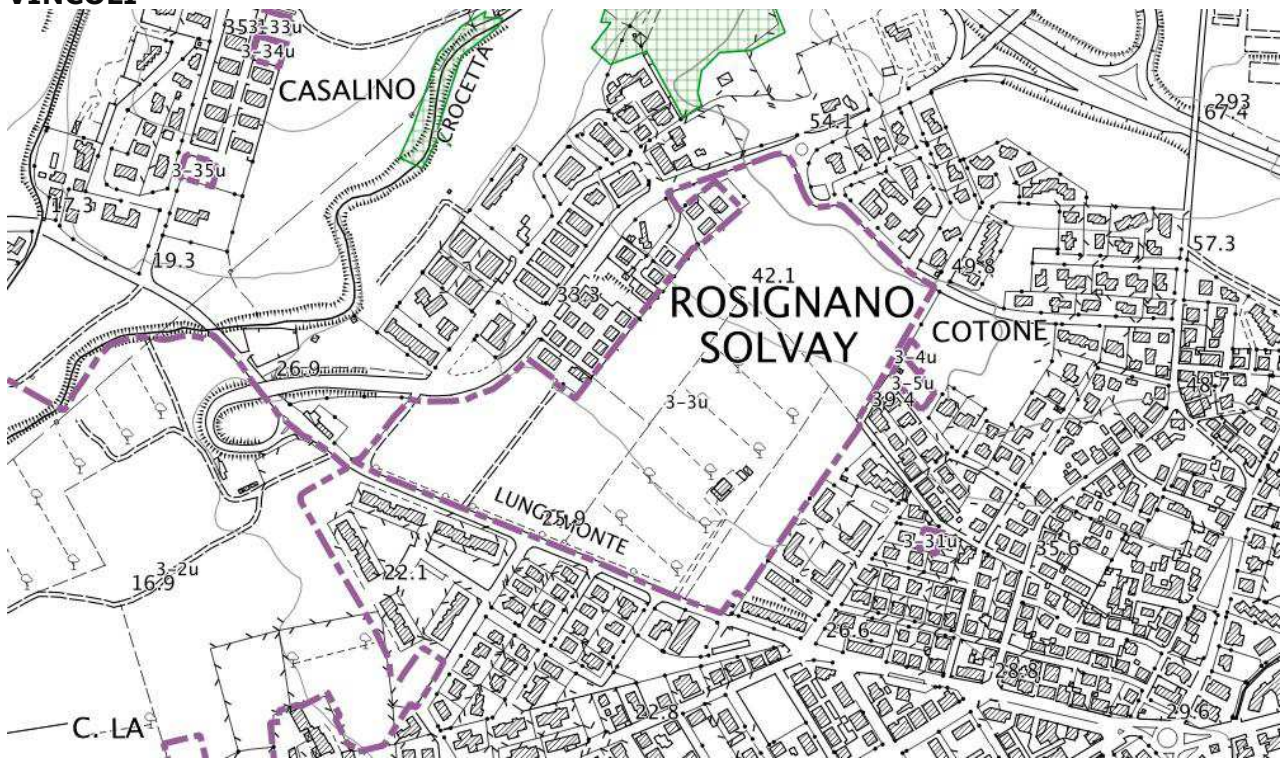 VINCOLI
3-33u
3-34u
CASALINO
CROCETTA
293
67.4
54.1
3-35u
17.3
57.3
19.3
49.8
42.1
33.3
ROSIGNANO
SOLVAY
COTONE
3-4u
26.9
3-5u
48.7
39.4
3-3u
LUNGOMONTE
25.9
3-31u
35.6
3-2u
16.9
22.1
26.6
28.8
22.8
29.6
C. LA